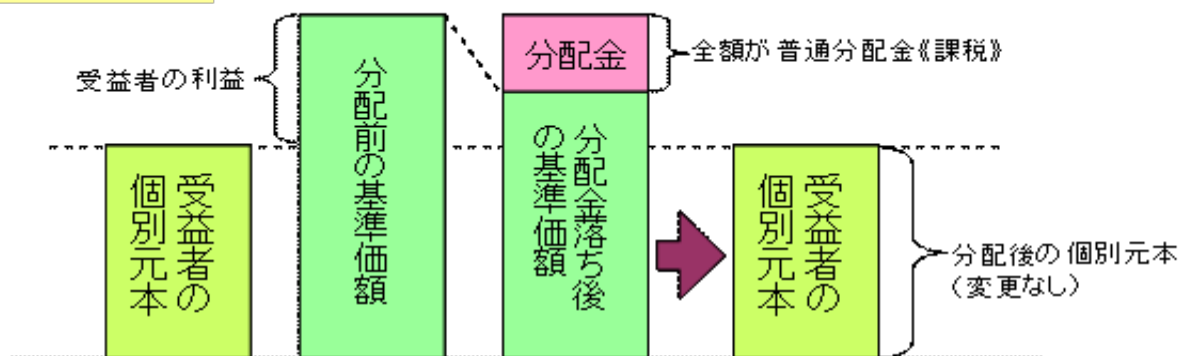 受益者の利益
受益者の
個別元本
分配前の基準価額
分配金
全額が普通分配金《課税》
分配金落ち後
の基準価額
受益者の
個別元本
分配後の個別元本
（変更なし）